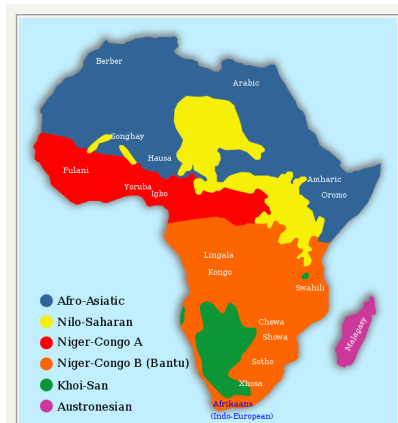 Berber
Arabic
Songhay
Hausa
Fulani
Yoruba
Igbo
Amharic
Oromo
Lingala
Kongo
Swahili
Chewa
Showa
Sotho
Xhosa
Malagasy
Afrikaans
(Indo-European)
Afro-Asiatic
Nilo-Saharan
Niger-Congo A
Niger-Congo B (Bantu)
Khoi-San
Austronesian